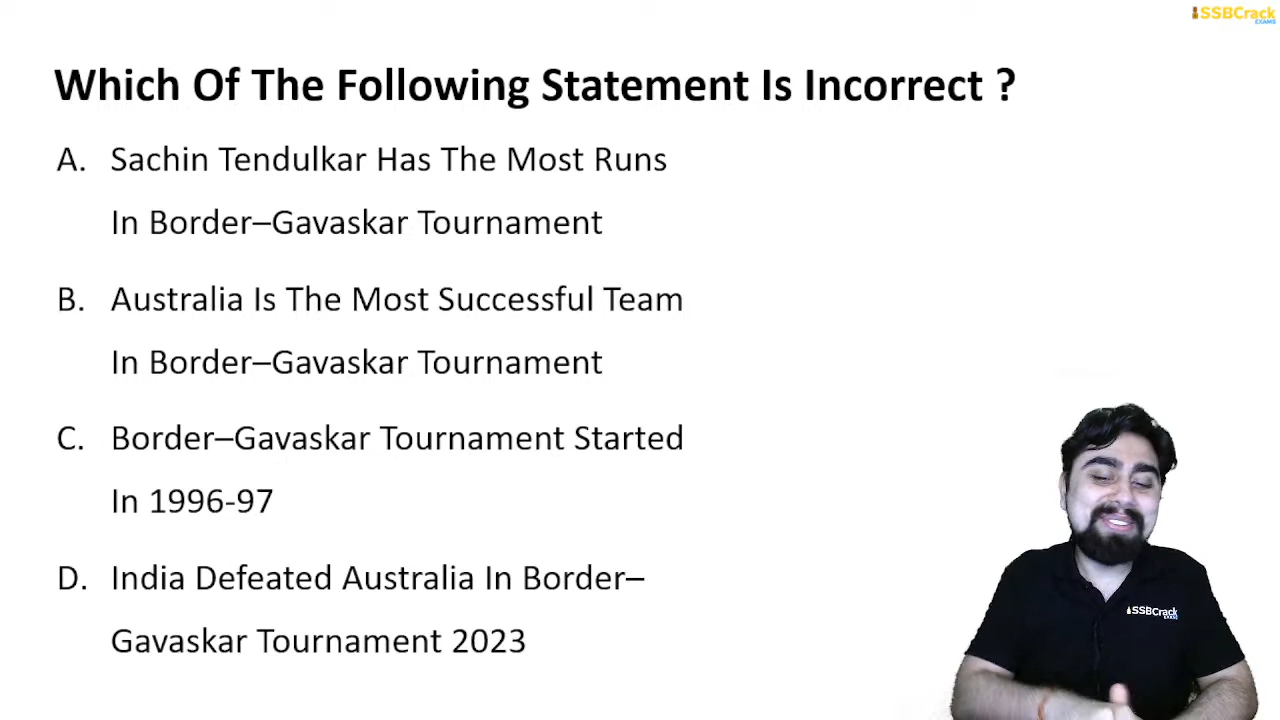 SSBCrack
EXAMS
Which Of The Following Statement Is Incorrect ?
A. Sachin Tendulkar Has The Most Runs
In Border–Gavaskar Tournament
B. Australia Is The Most Successful Team
In Border–Gavaskar Tournament
C. Border–Gavaskar Tournament Started
In 1996-97
D. India Defeated Australia In Border–
Gavaskar Tournament 2023
SSBCrack
EXAMS